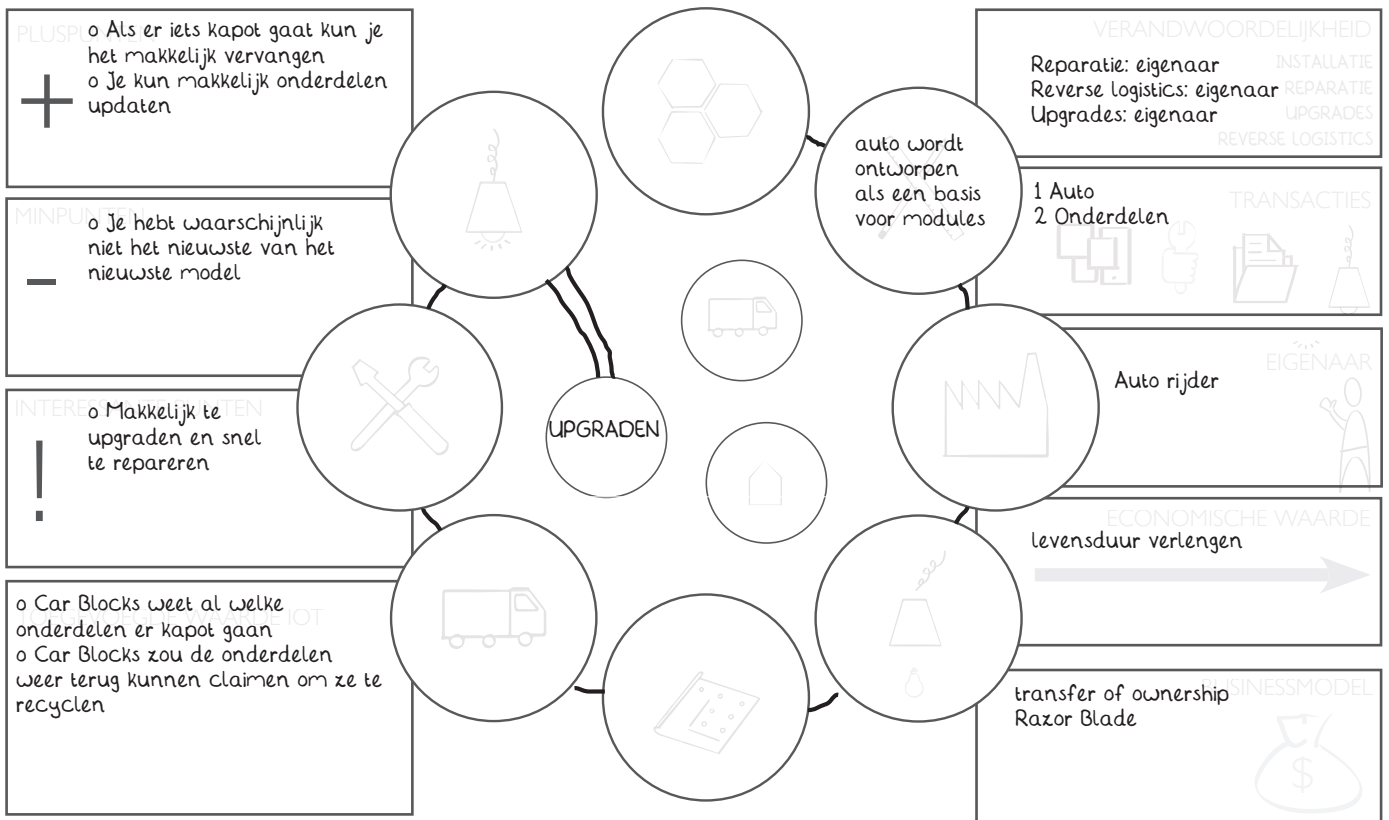 PLUSPUNTEN
o Als er iets kapot gaat kun je
het makkelijk vervangen
o Je kun makkelijk onderdelen
updaten
MINPUNTEN
o Je hebt waarschijnlijk
niet het nieuwste van het
nieuwste model
INTERESSANTE PUNTEN
o Makkelijk te
upgraden en snel
te repareren
TOEGEVOEGDE WAARDE IOT
o Car Blocks weet al welke
onderdelen er kapot gaan
o Car Blocks zou de onderdelen
weer terug kunnen claimen om ze te
recyclen
auto wordt
ontworpen
als een basis
voor modules
UPGRADEN
VERANDWOORDELIJKHEID
INSTALLATIE
REPARATIE
UPGRADES
REVERSE LOGISTICS
Reparatie: eigenaar
Reverse logistics: eigenaar
Upgrades: eigenaar
TRANSACTIES
1 Auto
2 Onderdelen
EIGENAAR
Auto rijder
ECONOMISCHE WAARDE
levensduur verlengen
BUSINESSMODEL
transfer of ownership
Razor Blade
$